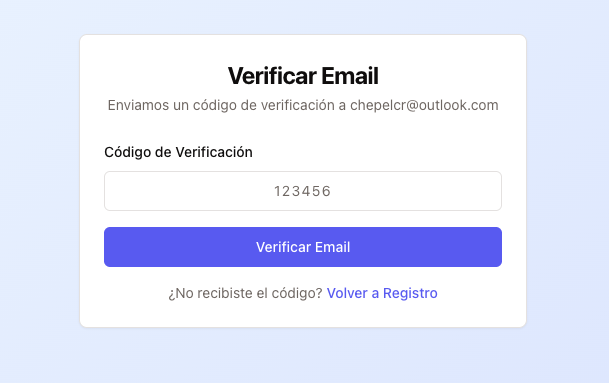 Verificar Email
Enviamos un código de verificación a chepelcr@outlook.com
Código de Verificación
123456
Verificar Email
¿No recibiste el código? Volver a Registro